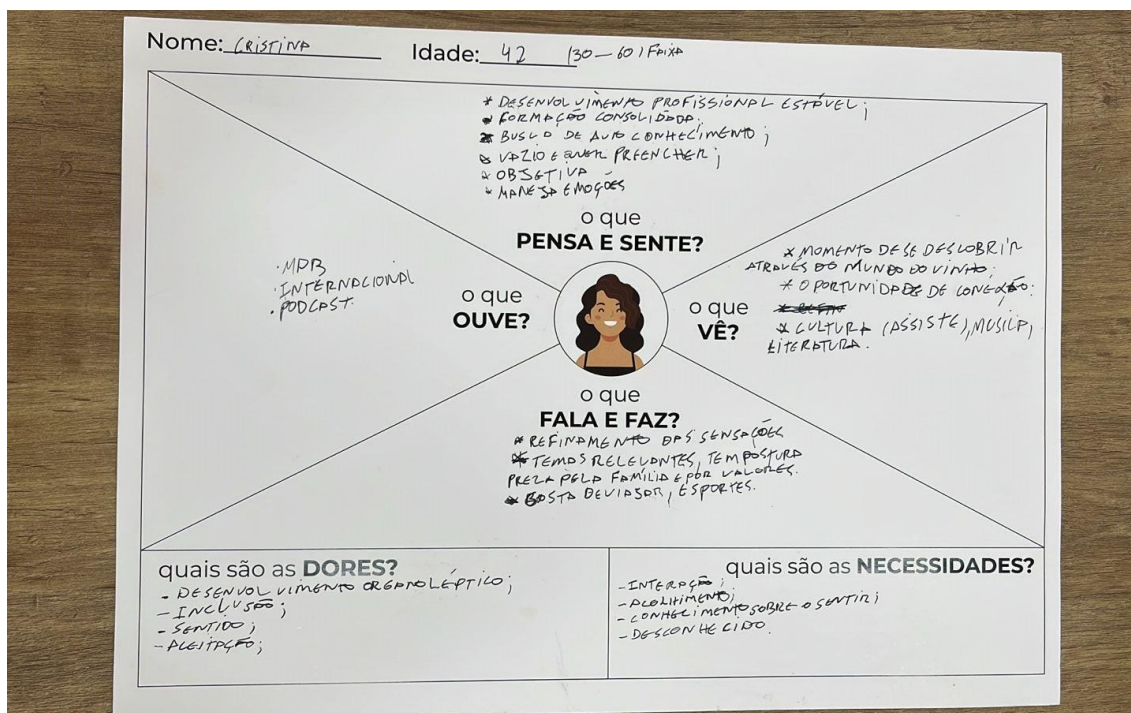 Nome: CRISTINA Idade: 42 (30 — 60) FAIXA
* DESENVOLVIMENTO PROFISSIONAL ESTÁVEL;
* FORMAÇÃO CONSOLIDADA;
* BUSCA DE AUTO CONHECIMENTO;
* VAZIO E QUER PREENCHER;
* OBJETIVA
* MANEJA EMOÇÕES
o que
PENSA E SENTE?
· MPB
· INTERNACIONAL
· PODCAST.
o que
OUVE?
o que
VÊ?
* MOMENTO DE SE DESCOBRIR
ATRAVÉS DO MUNDO DO VINHO;
* OPORTUNIDADES DE CONEXÃO;
* CULTURA (ASSISTE), MUSICA,
LITERATURA.
o que
FALA E FAZ?
* REFINAMENTO DAS SENSAÇÕES
* TEMAS RELEVANTES, TEM POSTURA
PREZA PELA FAMÍLIA E POR VALORES.
* GOSTA DE VIAJAR, ESPORTES.
quais são as DORES?
- DESENVOLVIMENTO ORGANOLÉPTICO;
- INCLUSÃO;
- SENTIDO;
- ACEITAÇÃO;
quais são as NECESSIDADES?
- INTERAÇÃO;
- ACOLHIMENTO;
- CONHECIMENTO SOBRE O SENTIR;
- DESCONHECIDO.